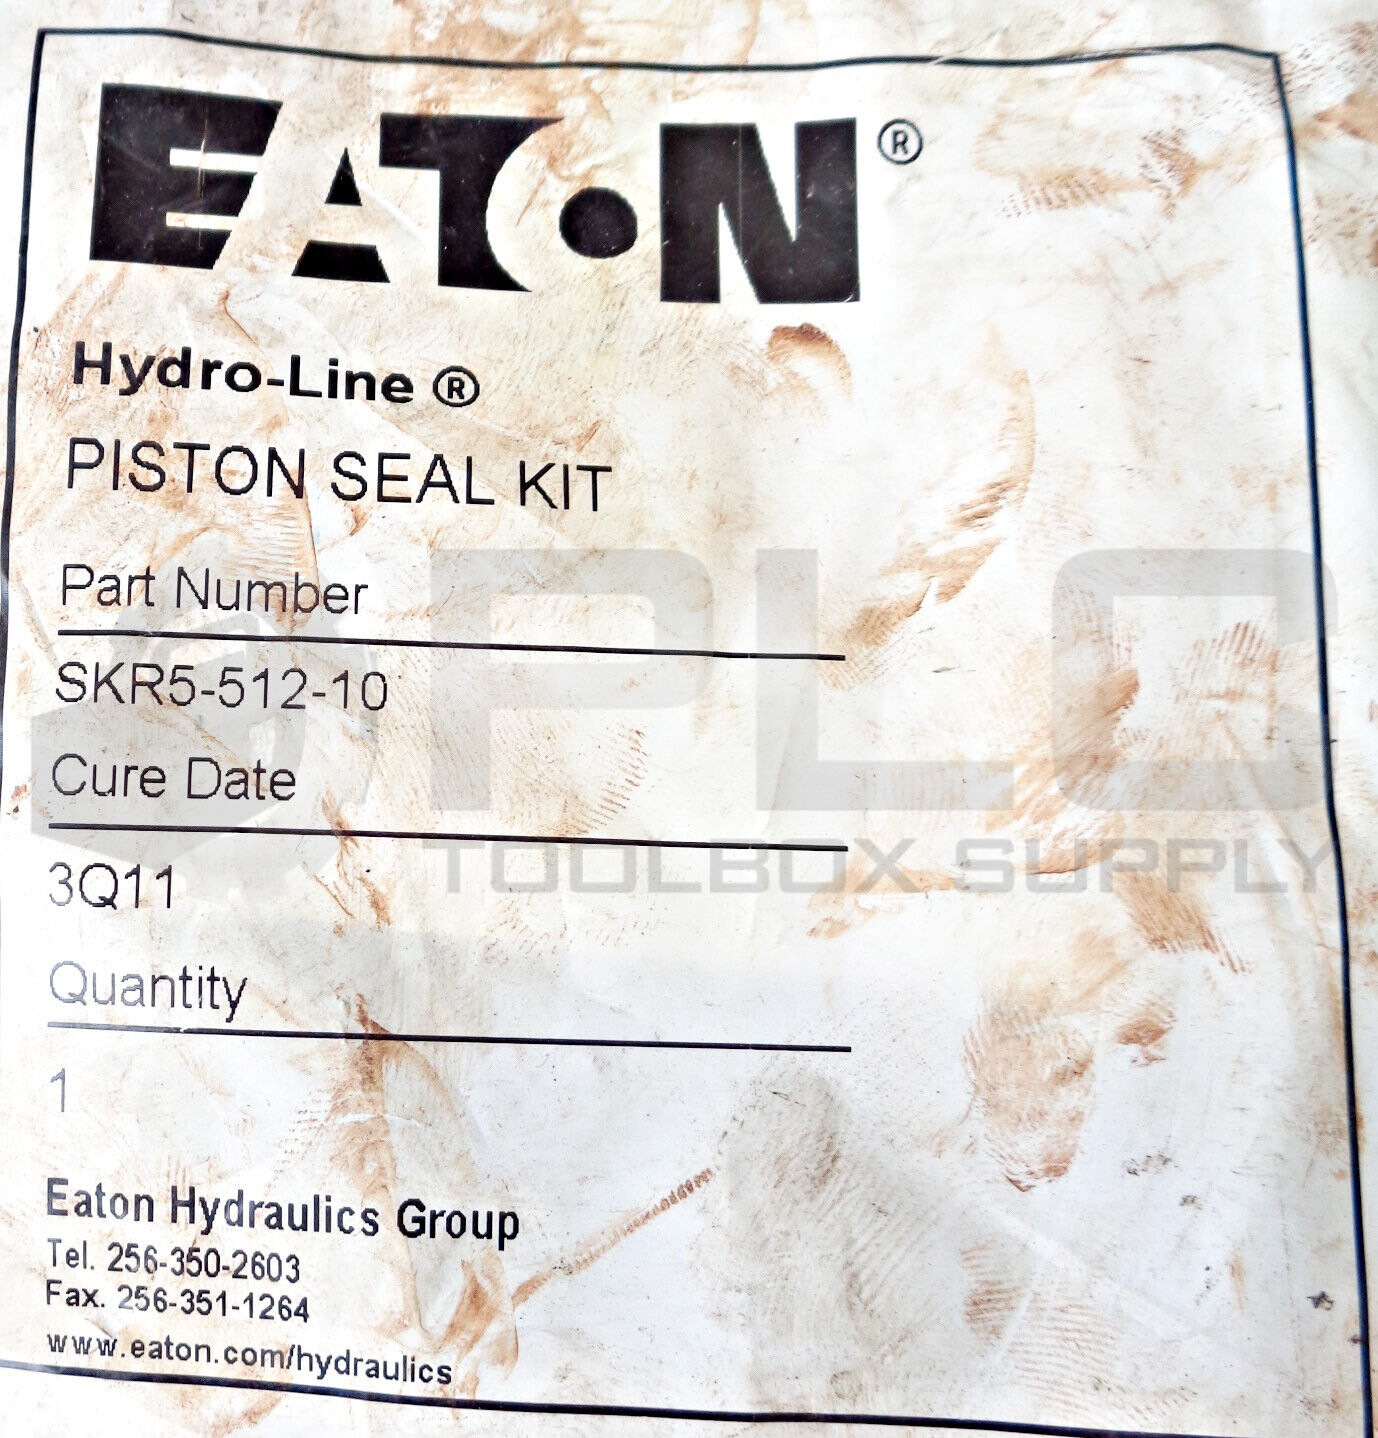 EATON®
Hydro-Line ®
PISTON SEAL KIT
Part Number
SKR5-512-10
Cure Date
3Q11
Quantity
1
Eaton Hydraulics Group
Tel. 256-350-2603
Fax. 256-351-1264
www.eaton.com/hydraulics
PLC
TOOLBOX SUPPLY